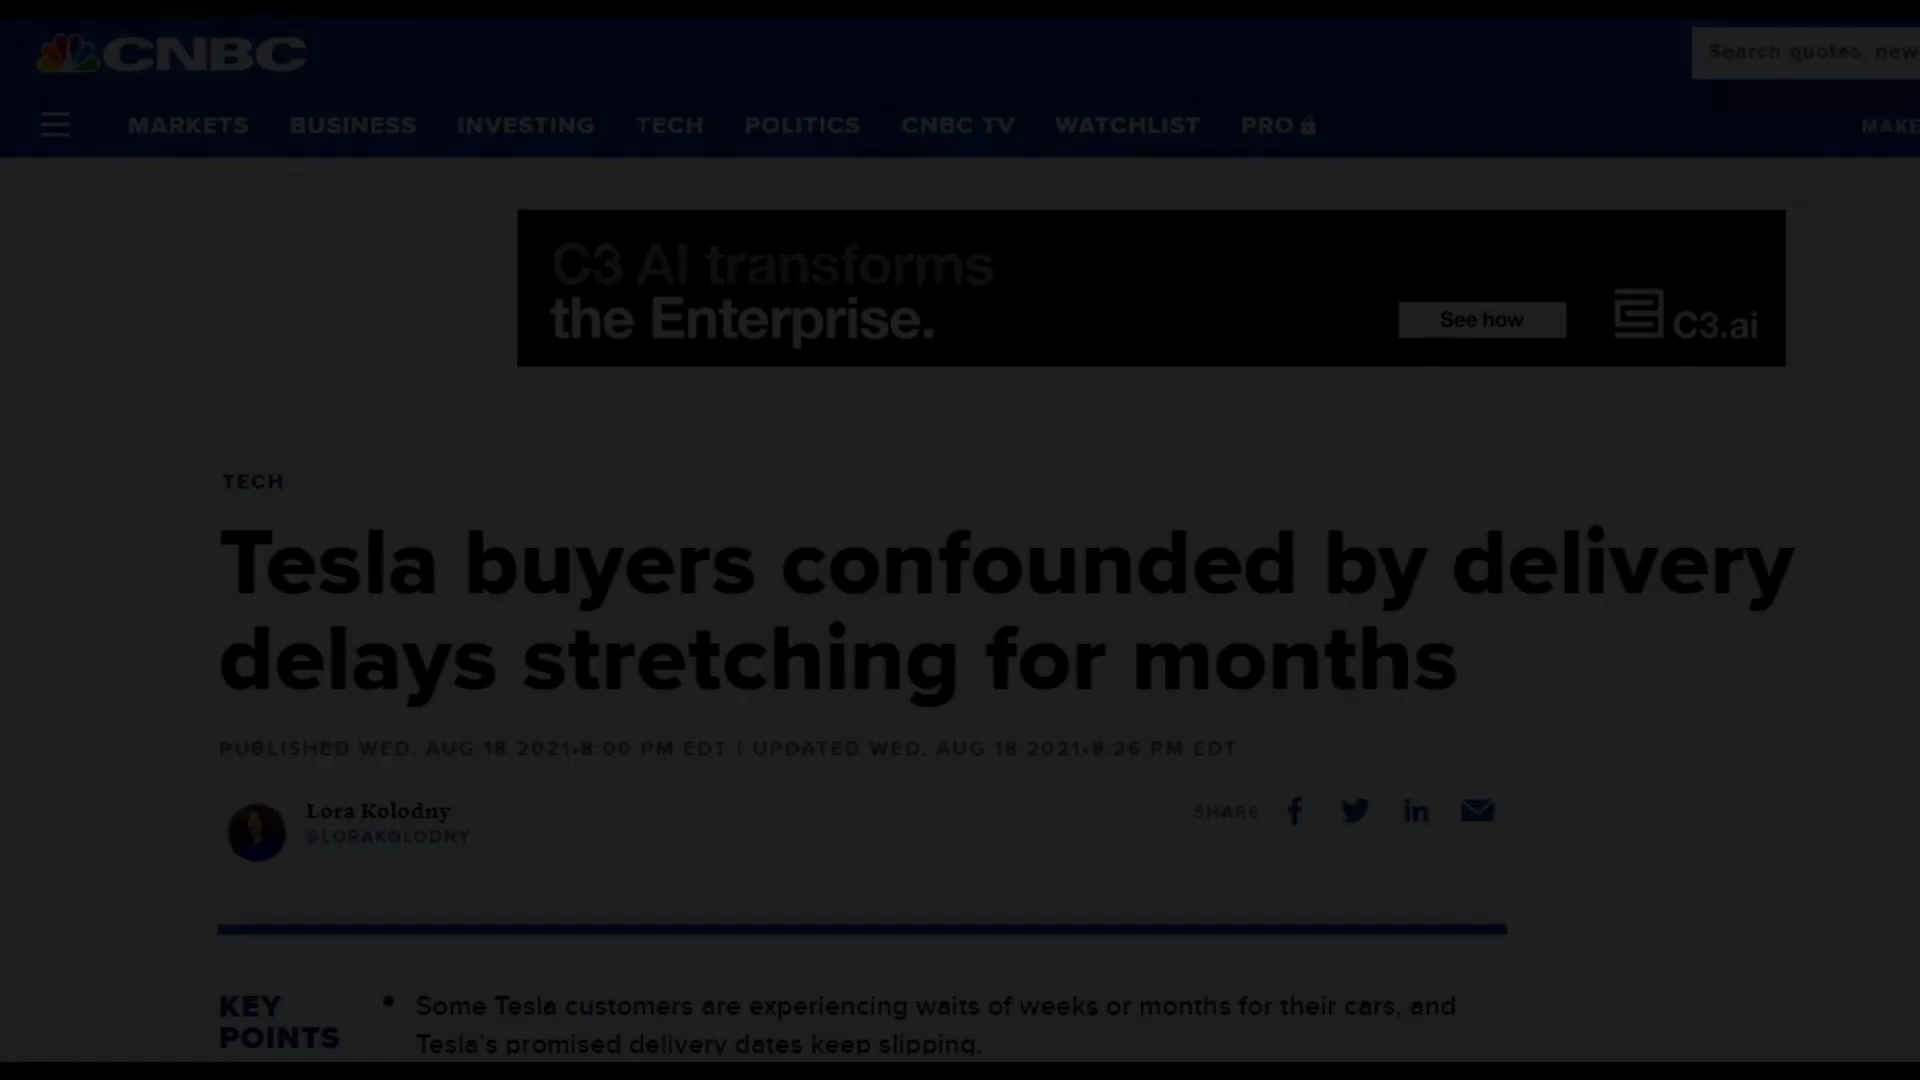 CNBC
Search quotes, new
MARKETS BUSINESS INVESTING TECH POLITICS CNBC TV WATCHLIST PRO
MAKE
C3 AI transforms
the Enterprise.
See how
C3.ai
TECH
Tesla buyers confounded by delivery
delays stretching for months
PUBLISHED WED, AUG 18 2021•8:00 PM EDT | UPDATED WED, AUG 18 2021•8:26 PM EDT
Lora Kolodny
@LORAKOLODNY
SHARE
KEY
POINTS
• Some Tesla customers are experiencing waits of weeks or months for their cars, and
Tesla's promised delivery dates keep slipping.